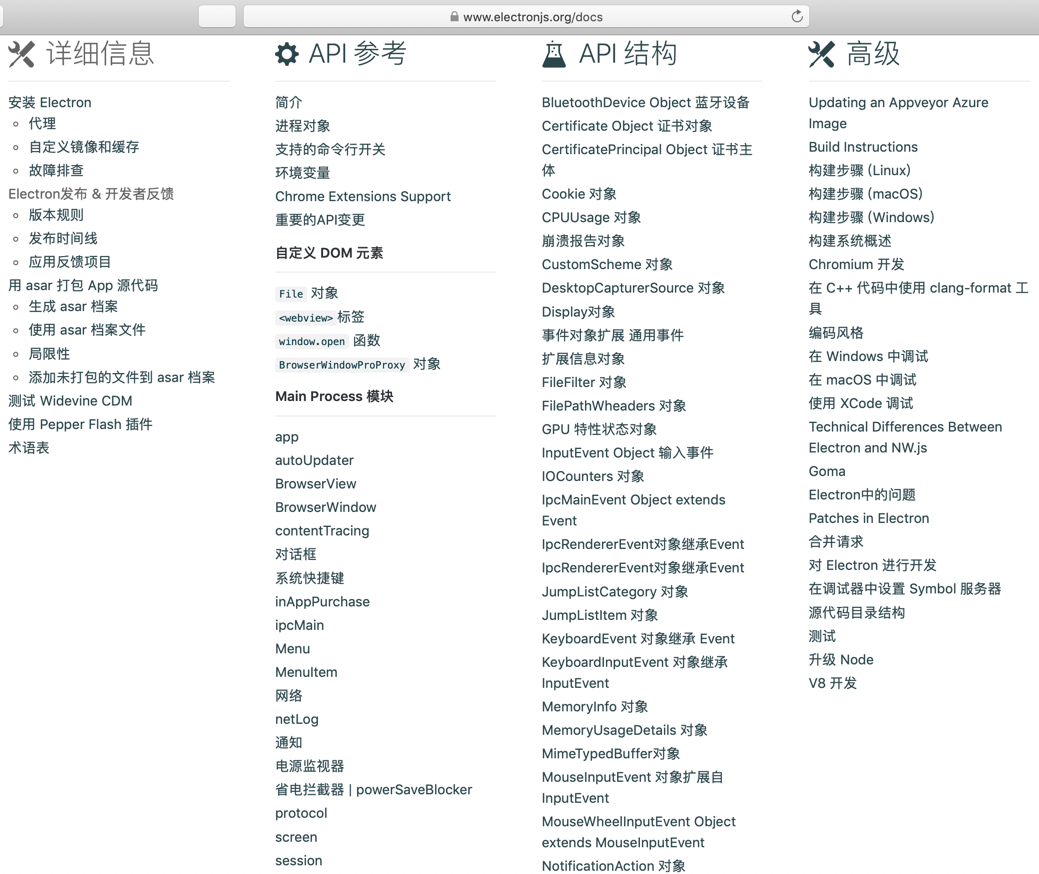 www.electronjs.org/docs
详细信息
安装 Electron
代理
自定义镜像和缓存
故障排查
Electron发布 & 开发者反馈
版本规则
发布时间线
应用反馈项目
用 asar 打包 App 源代码
生成 asar 档案
使用 asar 档案文件
局限性
添加未打包的文件到 asar 档案
测试 Widevine CDM
使用 Pepper Flash 插件
术语表
API 参考
简介
进程对象
支持的命令行开关
环境变量
Chrome Extensions Support
重要的API变更
自定义 DOM 元素
File 对象
<webview> 标签
window.open 函数
BrowserWindowProProxy 对象
Main Process 模块
app
autoUpdater
BrowserView
BrowserWindow
contentTracing
对话框
系统快捷键
inAppPurchase
ipcMain
Menu
MenuItem
网络
netLog
通知
电源监视器
省电拦截器 | powerSaveBlocker
protocol
screen
session
API 结构
BluetoothDevice Object 蓝牙设备
Certificate Object 证书对象
CertificatePrincipal Object 证书主
体
Cookie 对象
CPUUsage 对象
崩溃报告对象
CustomScheme 对象
DesktopCapturerSource 对象
Display对象
事件对象扩展 通用事件
扩展信息对象
FileFilter 对象
FilePathWheaders 对象
GPU 特性状态对象
InputEvent Object 输入事件
IOCounters 对象
IpcMainEvent Object extends
Event
IpcRendererEvent对象继承Event
IpcRendererEvent对象继承Event
JumpListCategory 对象
JumpListItem 对象
KeyboardEvent 对象继承 Event
KeyboardInputEvent 对象继承
InputEvent
MemoryInfo 对象
MemoryUsageDetails 对象
MimeTypedBuffer对象
MouseInputEvent 对象扩展自
InputEvent
MouseWheelInputEvent Object
extends MouseInputEvent
NotificationAction 对象
高级
Updating an Appveyor Azure
Image
Build Instructions
构建步骤 (Linux)
构建步骤 (macOS)
构建步骤 (Windows)
构建系统概述
Chromium 开发
在 C++ 代码中使用 clang-format 工
具
编码风格
在 Windows 中调试
在 macOS 中调试
使用 XCode 调试
Technical Differences Between
Electron and NW.js
Goma
Electron中的问题
Patches in Electron
合并请求
对 Electron 进行开发
在调试器中设置 Symbol 服务器
源代码目录结构
测试
升级 Node
V8 开发